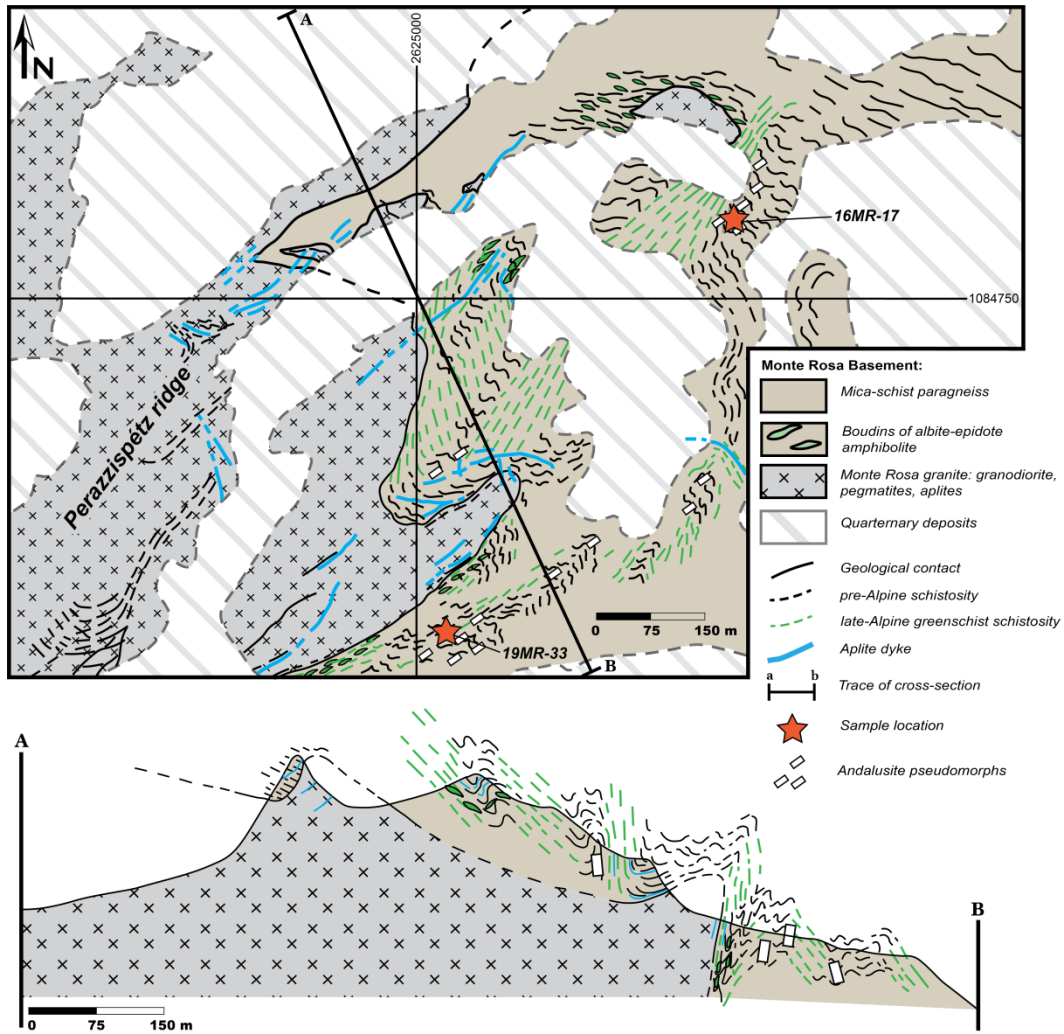 A
N
2625000
16MR-17
1084750
Perazzispétz ridge
0 75 150 m
19MR-33
B
Monte Rosa Basement:
Mica-schist paragneiss
Boudins of albite-epidote
amphibolite
Monte Rosa granite: granodiorite,
pegmatites, aplites
Quarternary deposits
Geological contact
pre-Alpine schistosity
late-Alpine greenschist schistosity
Aplite dyke
a b
Trace of cross-section
Sample location
Andalusite pseudomorphs
A
B
0 75 150 m